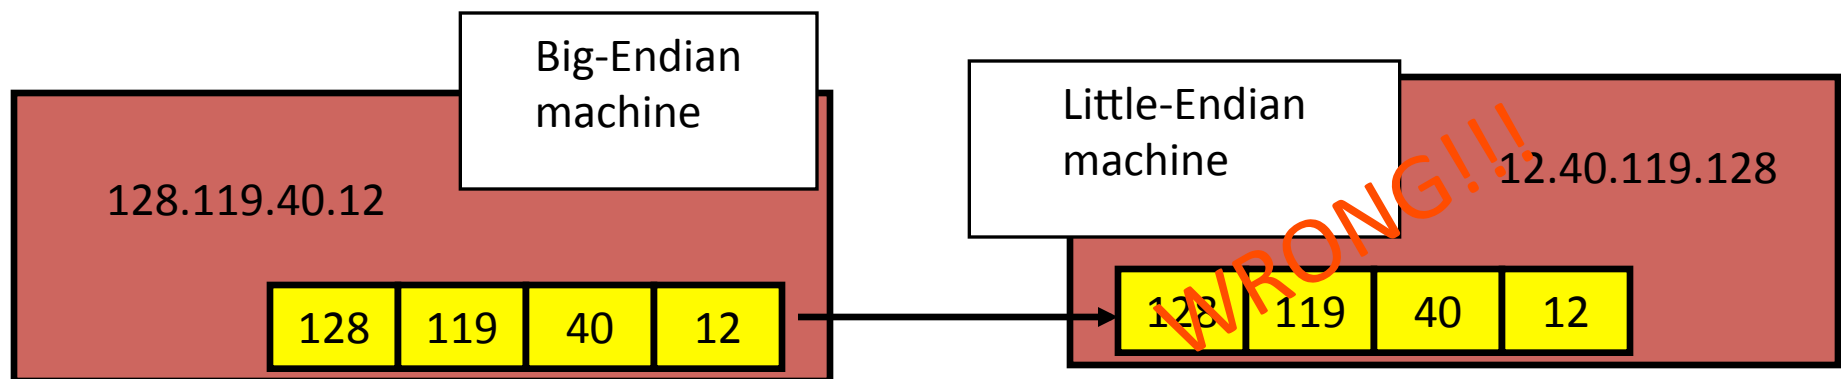 Big-Endian
machine
128.119.40.12
128 119 40 12
Little-Endian
machine
12.40.119.128
WRONG!!!
128 119 40 12